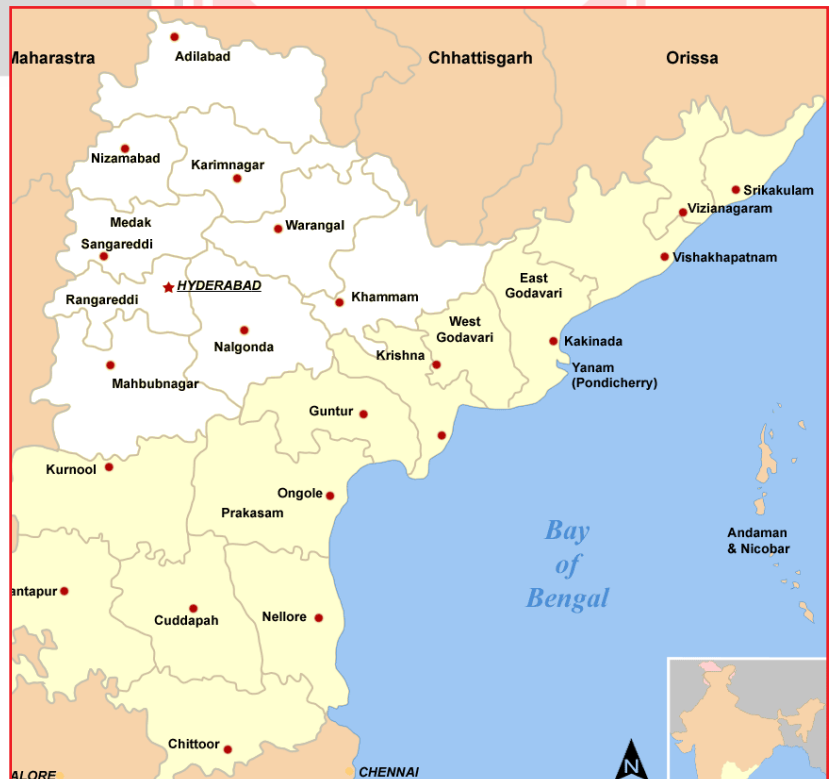 Maharastra
Adilabad
Chhattisgarh
Orissa
Nizamabad
Karimnagar
Srikakulam
Vizianagaram
Medak
Warangal
Sangareddi
Vishakhapatnam
HYDERABAD
East
Godavari
Rangareddi
Khammam
West
Godavari
Nalgonda
Krishna
Kakinada
Mahbubnagar
Yanam
(Pondicherry)
Guntur
Kurnool
Ongole
Prakasam
Bay
of
Bengal
Andaman
& Nicobar
antapur
Cuddapah
Nellore
Chittoor
ALORE
CHENNAI
N